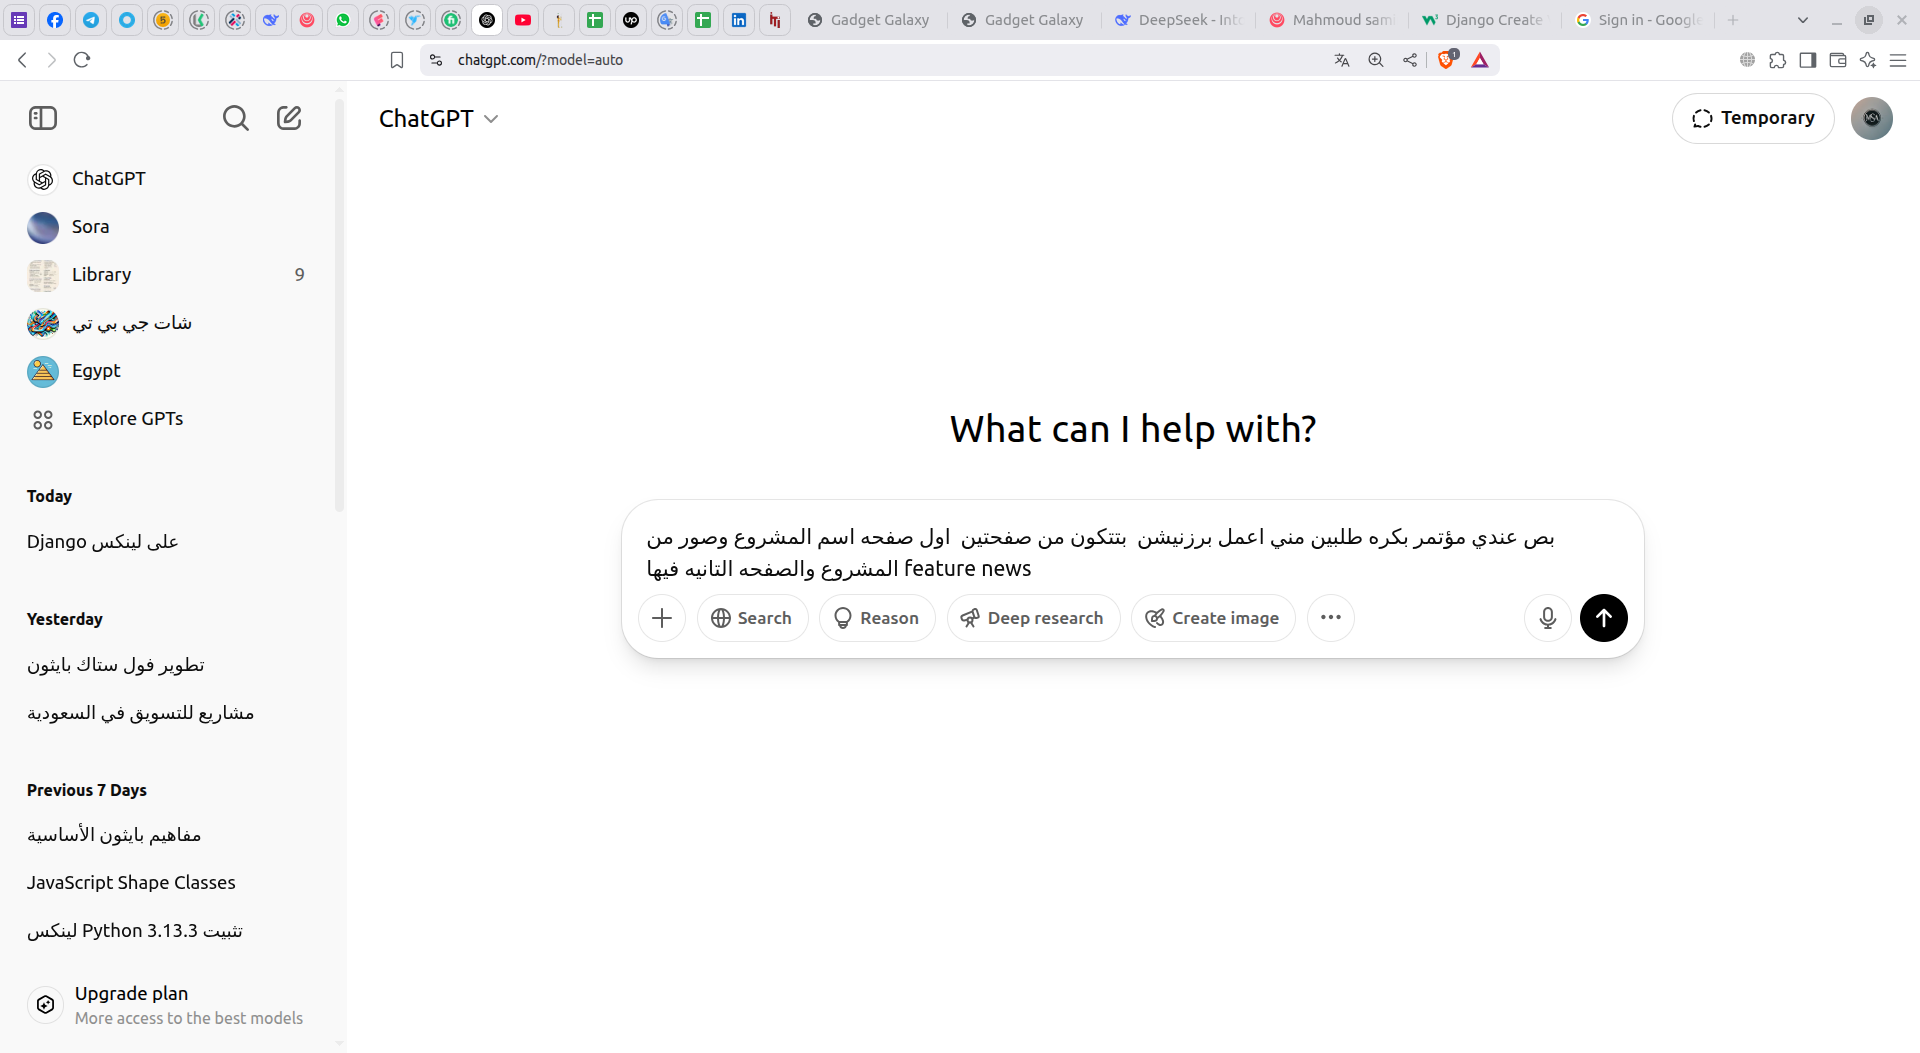 Gadget Galaxy
Gadget Galaxy
DeepSeek - Into
Mahmoud sami
Django Create
Sign in - Google
chatgpt.com/?model=auto
1
ChatGPT
Temporary
ChatGPT
Sora
Library 9
شات جي بي تي
Egypt
Explore GPTs
Today
Django على لينكس
Yesterday
تطوير فول ستاك بايثون
مشاريع للتسويق في السعودية
Previous 7 Days
مفاهيم بايثون الأساسية
JavaScript Shape Classes
تثبيت Python 3.13.3 لينكس
Upgrade plan
More access to the best models
What can I help with?
بص عندي مؤتمر بكره طلبين مني اعمل برزنيشن بتتكون من صفحتين اول صفحه اسم المشروع وصور من
المشروع والصفحه التانيه فيها feature news
Search
Reason
Deep research
Create image